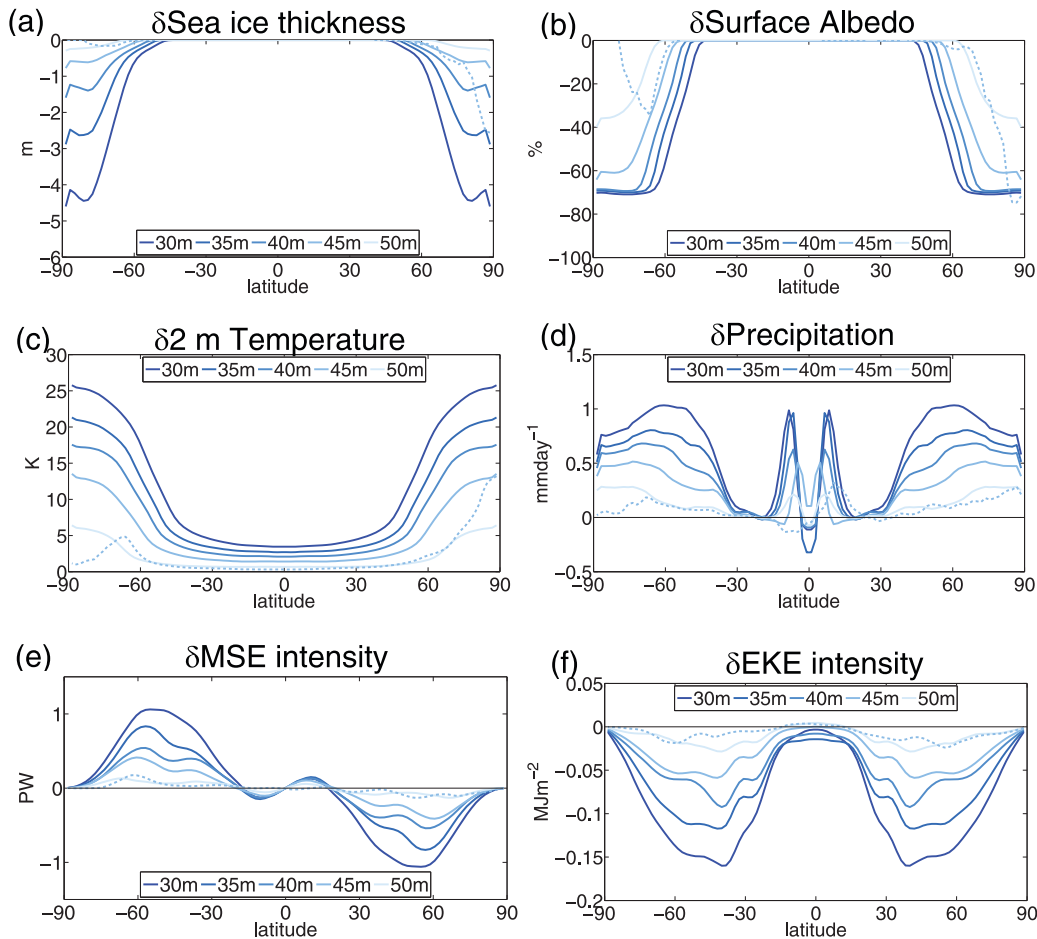 (a) δSea ice thickness
0
−1
−2
−3
−4
−5
−6
m
30m 35m 40m 45m 50m
−90 −60 −30 0 30 60 90
latitude
(b) δSurface Albedo
0
−20
−40
−60
−80
−100
%
30m 35m 40m 45m 50m
−90 −60 −30 0 30 60 90
latitude
(c) δ2 m Temperature
30
25
20
15
10
5
0
K
30m 35m 40m 45m 50m
−90 −60 −30 0 30 60 90
latitude
(d) δPrecipitation
1.5
1
0.5
0
−0.5
mmday−1
30m 35m 40m 45m 50m
−90 −60 −30 0 30 60 90
latitude
(e) δMSE intensity
1
0
−1
PW
30m 35m 40m 45m 50m
−90 −60 −30 0 30 60 90
latitude
(f) δEKE intensity
0.05
0
−0.05
−0.1
−0.15
−0.2
MJm−2
30m 35m 40m 45m 50m
−90 −60 −30 0 30 60 90
latitude